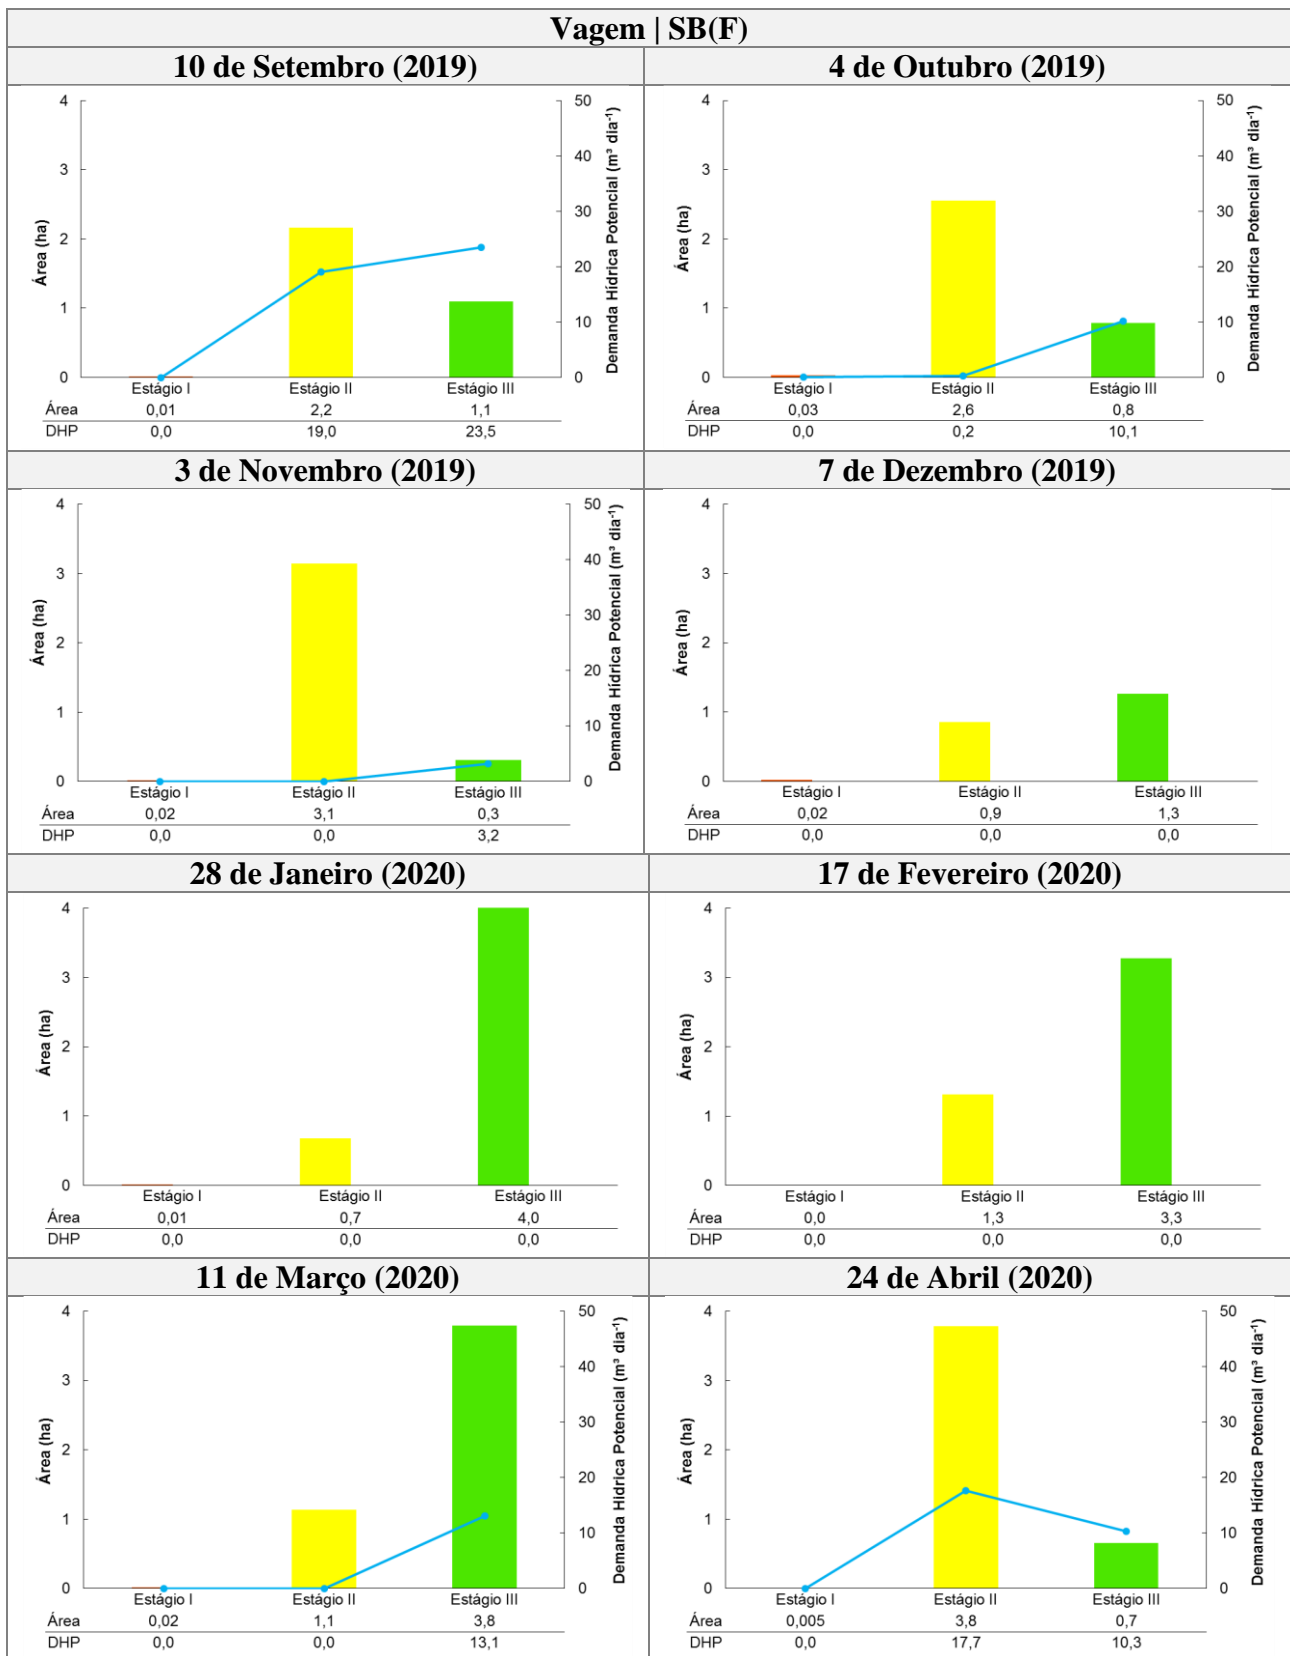 Vagem | SB(F)
10 de Setembro (2019)
4 de Outubro (2019)
4
3
2
1
0
Área (ha)
50
40
30
20
10
0
Demanda Hídrica Potencial (m³ dia⁻¹)
Estágio I Estágio II Estágio III
Área 0,01 2,2 1,1
DHP 0,0 19,0 23,5
4
3
2
1
0
Área (ha)
50
40
30
20
10
0
Demanda Hídrica Potencial (m³ dia⁻¹)
Estágio I Estágio II Estágio III
Área 0,03 2,6 0,8
DHP 0,0 0,2 10,1
3 de Novembro (2019)
7 de Dezembro (2019)
4
3
2
1
0
Área (ha)
50
40
30
20
10
0
Demanda Hídrica Potencial (m³ dia⁻¹)
Estágio I Estágio II Estágio III
Área 0,02 3,1 0,3
DHP 0,0 0,0 3,2
4
3
2
1
0
Área (ha)
Estágio I Estágio II Estágio III
Área 0,02 0,9 1,3
DHP 0,0 0,0 0,0
28 de Janeiro (2020)
17 de Fevereiro (2020)
4
3
2
1
0
Área (ha)
Estágio I Estágio II Estágio III
Área 0,01 0,7 4,0
DHP 0,0 0,0 0,0
4
3
2
1
0
Área (ha)
Estágio I Estágio II Estágio III
Área 0,0 1,3 3,3
DHP 0,0 0,0 0,0
11 de Março (2020)
24 de Abril (2020)
4
3
2
1
0
Área (ha)
50
40
30
20
10
0
Demanda Hídrica Potencial (m³ dia⁻¹)
Estágio I Estágio II Estágio III
Área 0,02 1,1 3,8
DHP 0,0 0,0 13,1
4
3
2
1
0
Área (ha)
50
40
30
20
10
0
Demanda Hídrica Potencial (m³ dia⁻¹)
Estágio I Estágio II Estágio III
Área 0,005 3,8 0,7
DHP 0,0 17,7 10,3